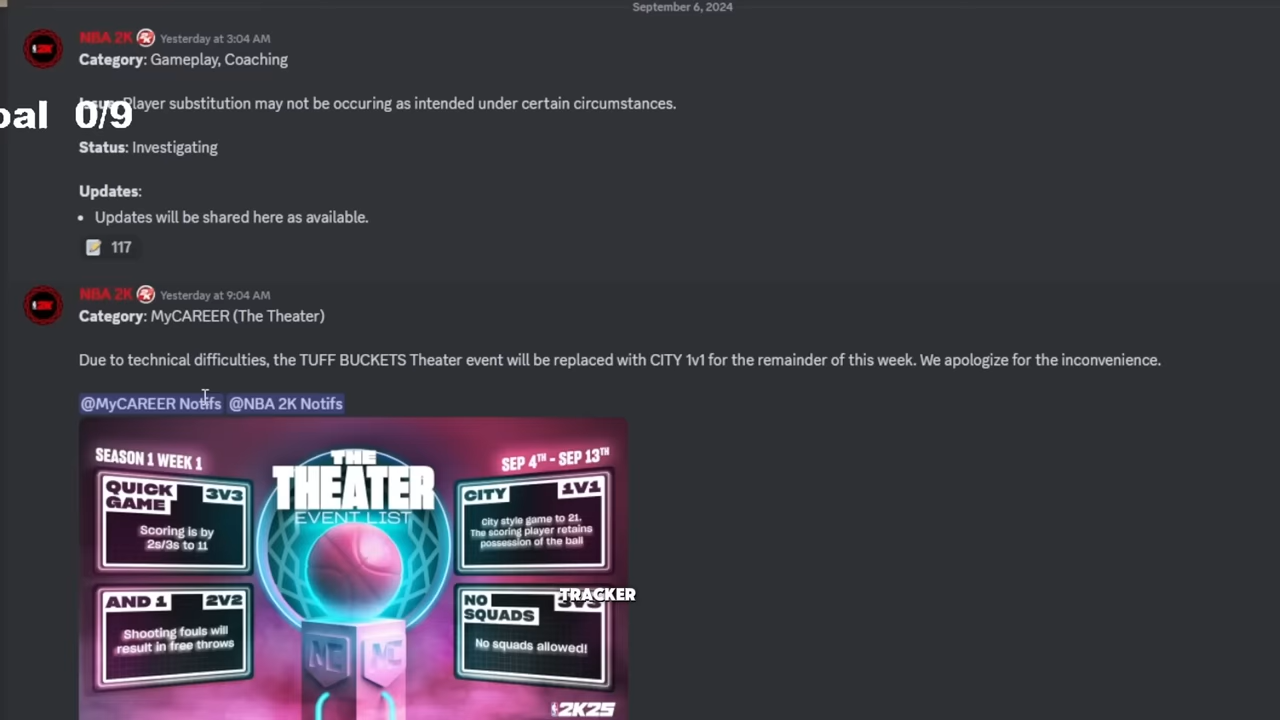 September 6, 2024
NBA 2K Yesterday at 3:04 AM
Category: Gameplay, Coaching
Issue: Player substitution may not be occuring as intended under certain circumstances.
oal 0/9
Status: Investigating
Updates:
• Updates will be shared here as available.
117
NBA 2K Yesterday at 9:04 AM
Category: MyCAREER (The Theater)
Due to technical difficulties, the TUFF BUCKETS Theater event will be replaced with CITY 1v1 for the remainder of this week. We apologize for the inconvenience.
@MyCAREER Notifs @NBA 2K Notifs
SEASON 1 WEEK 1
THE
THEATER
EVENT LIST
SEP 4TH - SEP 13TH
QUICK GAME 3V3
Scoring is by
2s/3s to 11
CITY 1V1
City style game to 21.
The scoring player retains
possession of the ball
AND 1 2V2
Shooting fouls will
result in free throws
NO SQUADS 3V3
No squads allowed!
TRACKER
2K25